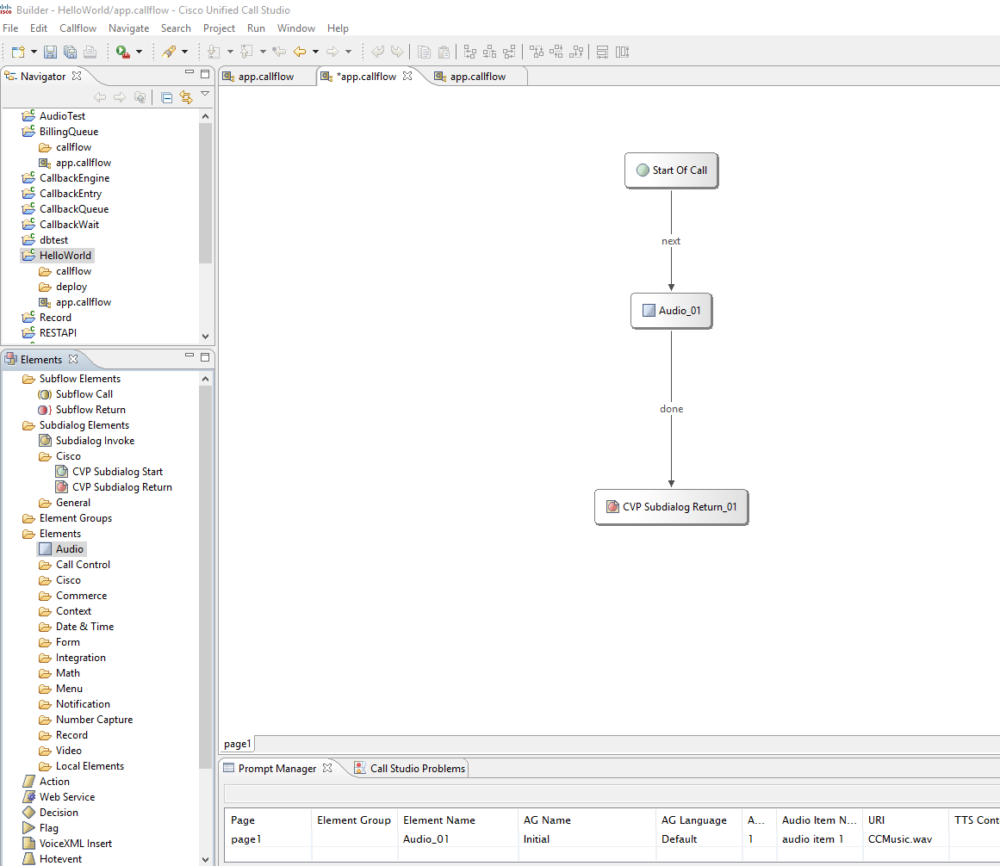 Builder - HelloWorld/app.callflow - Cisco Unified Call Studio
File Edit Callflow Navigate Search Project Run Window Help
Navigator
AudioTest
BillingQueue
callflow
app.callflow
CallbackEngine
CallbackEntry
CallbackQueue
CallbackWait
dbtest
HelloWorld
callflow
deploy
app.callflow
Record
RESTAPI
Elements
Subflow Elements
Subflow Call
Subflow Return
Subdialog Elements
Subdialog Invoke
Cisco
CVP Subdialog Start
CVP Subdialog Return
General
Element Groups
Elements
Audio
Call Control
Cisco
Commerce
Context
Date & Time
Form
Integration
Math
Menu
Notification
Number Capture
Record
Video
Local Elements
Action
Web Service
Decision
Flag
VoiceXML Insert
Hotevent
app.callflow *app.callflow app.callflow
Start Of Call
next
Audio_01
done
CVP Subdialog Return_01
page1
Prompt Manager Call Studio Problems
Page Element Group Element Name AG Name AG Language A... Audio Item N... URI TTS Cont
page1 Audio_01 Initial Default 1 audio item 1 CCMusic.wav